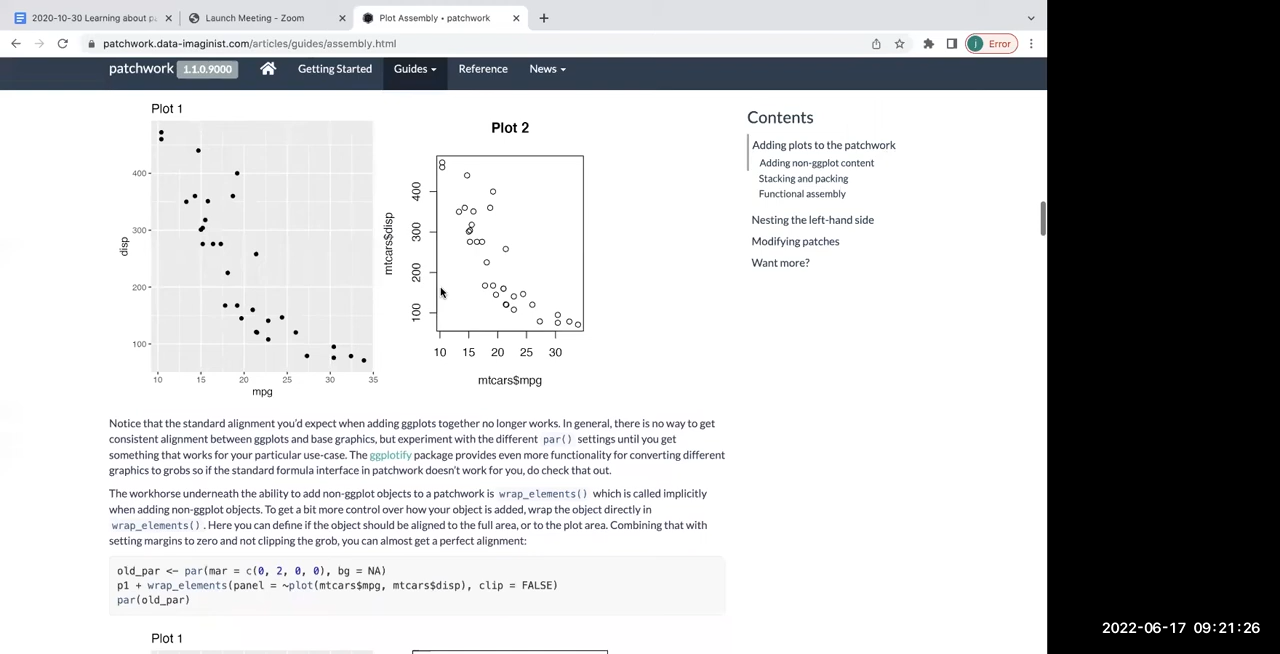 2020-10-30 Learning about pa
Launch Meeting - Zoom
Plot Assembly • patchwork
patchwork.data-imaginist.com/articles/guides/assembly.html
Error
patchwork 1.1.0.9000 Getting Started Guides Reference News
Plot 1
400
300
200
100
disp
10 15 20 25 30 35
mpg
Plot 2
400
300
200
100
mtcars$disp
10 15 20 25 30
mtcars$mpg
Contents
Adding plots to the patchwork
Adding non-ggplot content
Stacking and packing
Functional assembly
Nesting the left-hand side
Modifying patches
Want more?
Notice that the standard alignment you'd expect when adding ggplots together no longer works. In general, there is no way to get
consistent alignment between ggplots and base graphics, but experiment with the different par() settings until you get
something that works for your particular use-case. The ggplotify package provides even more functionality for converting different
graphics to grobs so if the standard formula interface in patchwork doesn't work for you, do check that out.
The workhorse underneath the ability to add non-ggplot objects to a patchwork is wrap_elements() which is called implicitly
when adding non-ggplot objects. To get a bit more control over how your object is added, wrap the object directly in
wrap_elements() . Here you can define if the object should be aligned to the full area, or to the plot area. Combining that with
setting margins to zero and not clipping the grob, you can almost get a perfect alignment:
old_par <- par(mar = c(0, 2, 0, 0), bg = NA)
p1 + wrap_elements(panel = ~plot(mtcars$mpg, mtcars$disp), clip = FALSE)
par(old_par)
Plot 1
2022-06-17 09:21:26